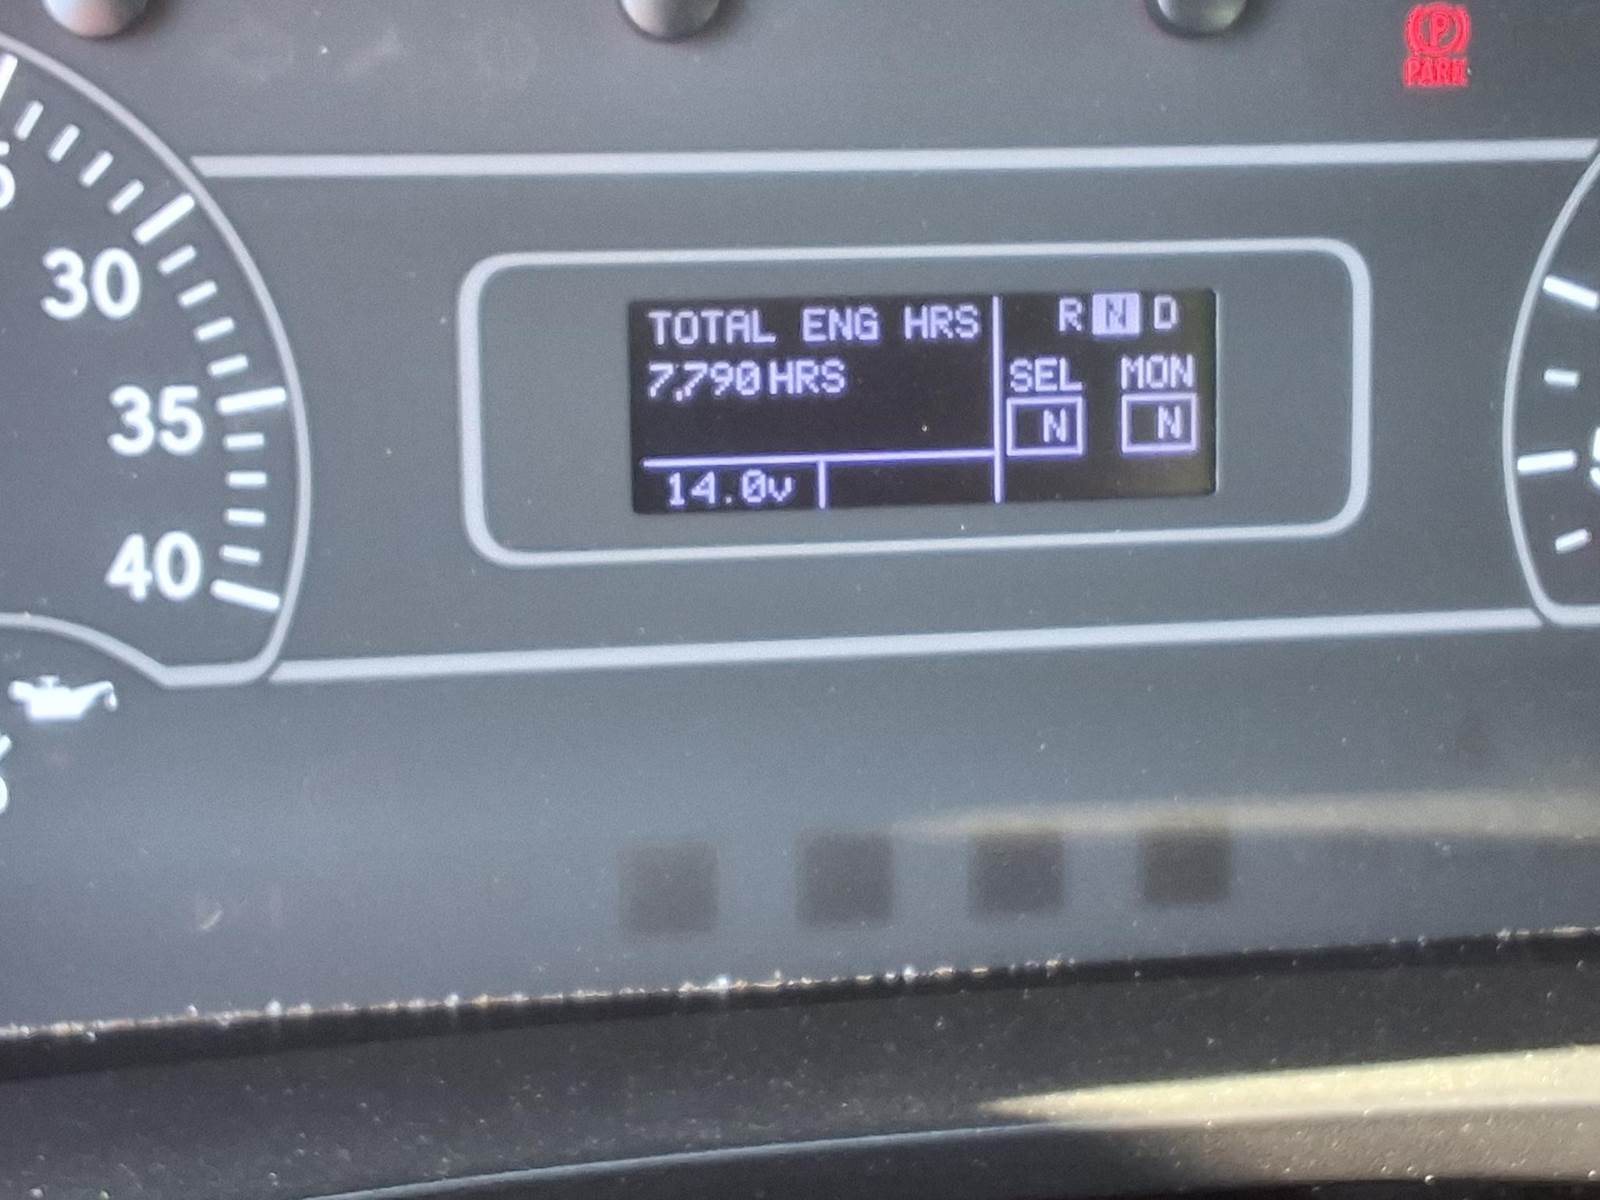 PARK
TOTAL ENG HRS
7,790 HRS
14.0v
R N D
SEL MON
N N
30
35
40